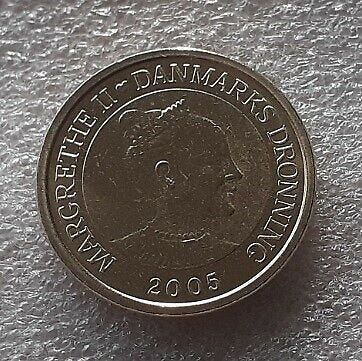 MARGRETHE II ~ DANMARKS DRONNING
2005